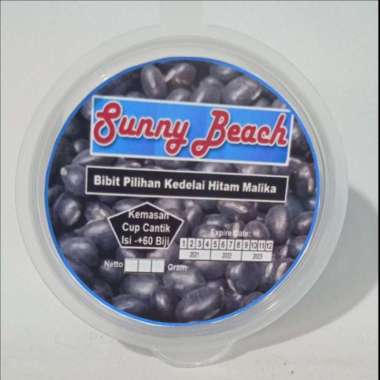 Sunny Beach
Bibit Pilihan Kedelai Hitam Malika
Kemasan
Cup Cantik
Isi -+60 Biji
Expire Date:
1 2 3 4 5 6 7 8 9 10 11 12
2021 2022 2023
Netto Gram